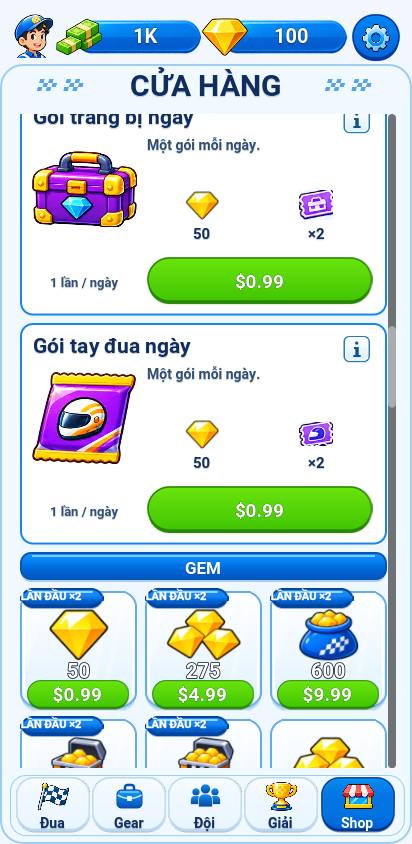 1K
100
CỬA HÀNG
Gói trang bị ngày
Một gói mỗi ngày.
50
×2
1 lần / ngày
$0.99
Gói tay đua ngày
Một gói mỗi ngày.
50
×2
1 lần / ngày
$0.99
GEM
LẦN ĐẦU ×2
LẦN ĐẦU ×2
LẦN ĐẦU ×2
50
275
600
$0.99
$4.99
$9.99
LẦN ĐẦU ×2
LẦN ĐẦU ×2
Đua
Gear
Đội
Giải
Shop